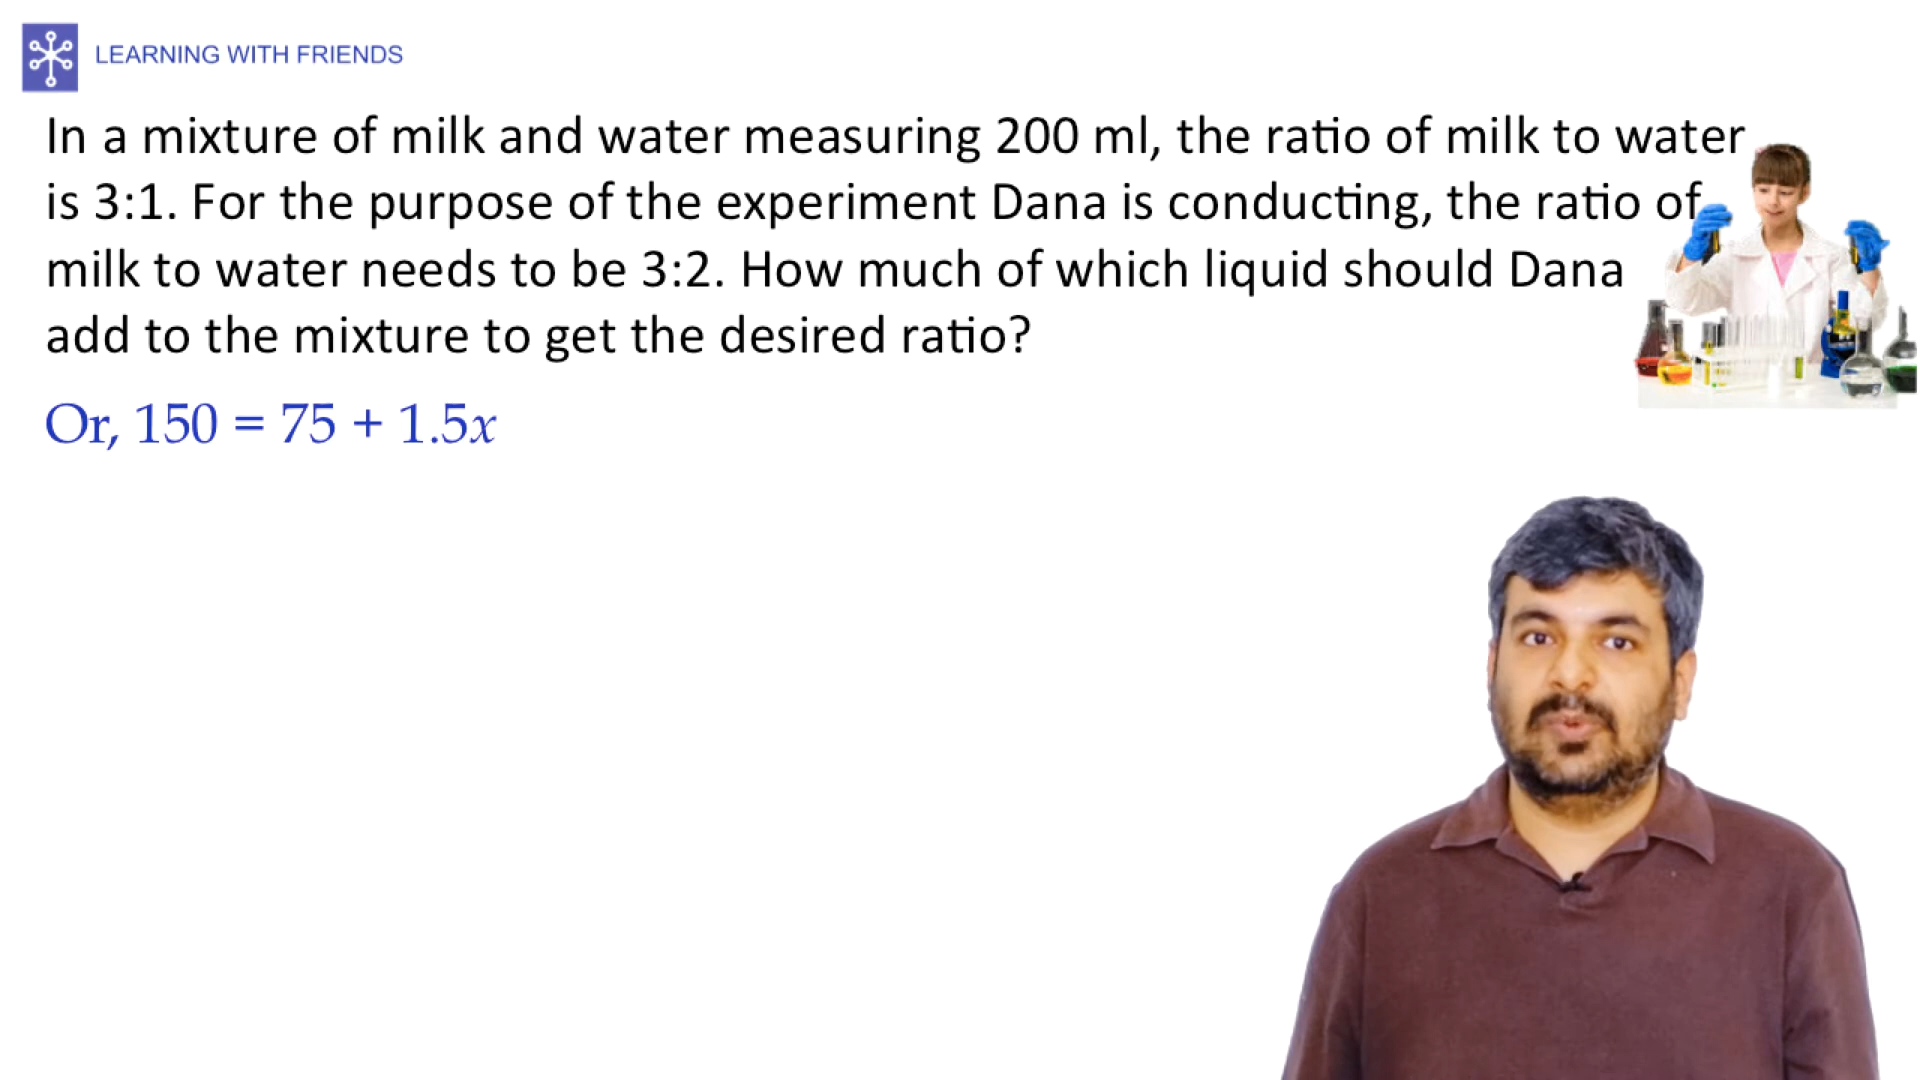 LEARNING WITH FRIENDS
In a mixture of milk and water measuring 200 ml, the ratio of milk to water
is 3:1. For the purpose of the experiment Dana is conducting, the ratio of
milk to water needs to be 3:2. How much of which liquid should Dana
add to the mixture to get the desired ratio?
Or, 150 = 75 + 1.5x